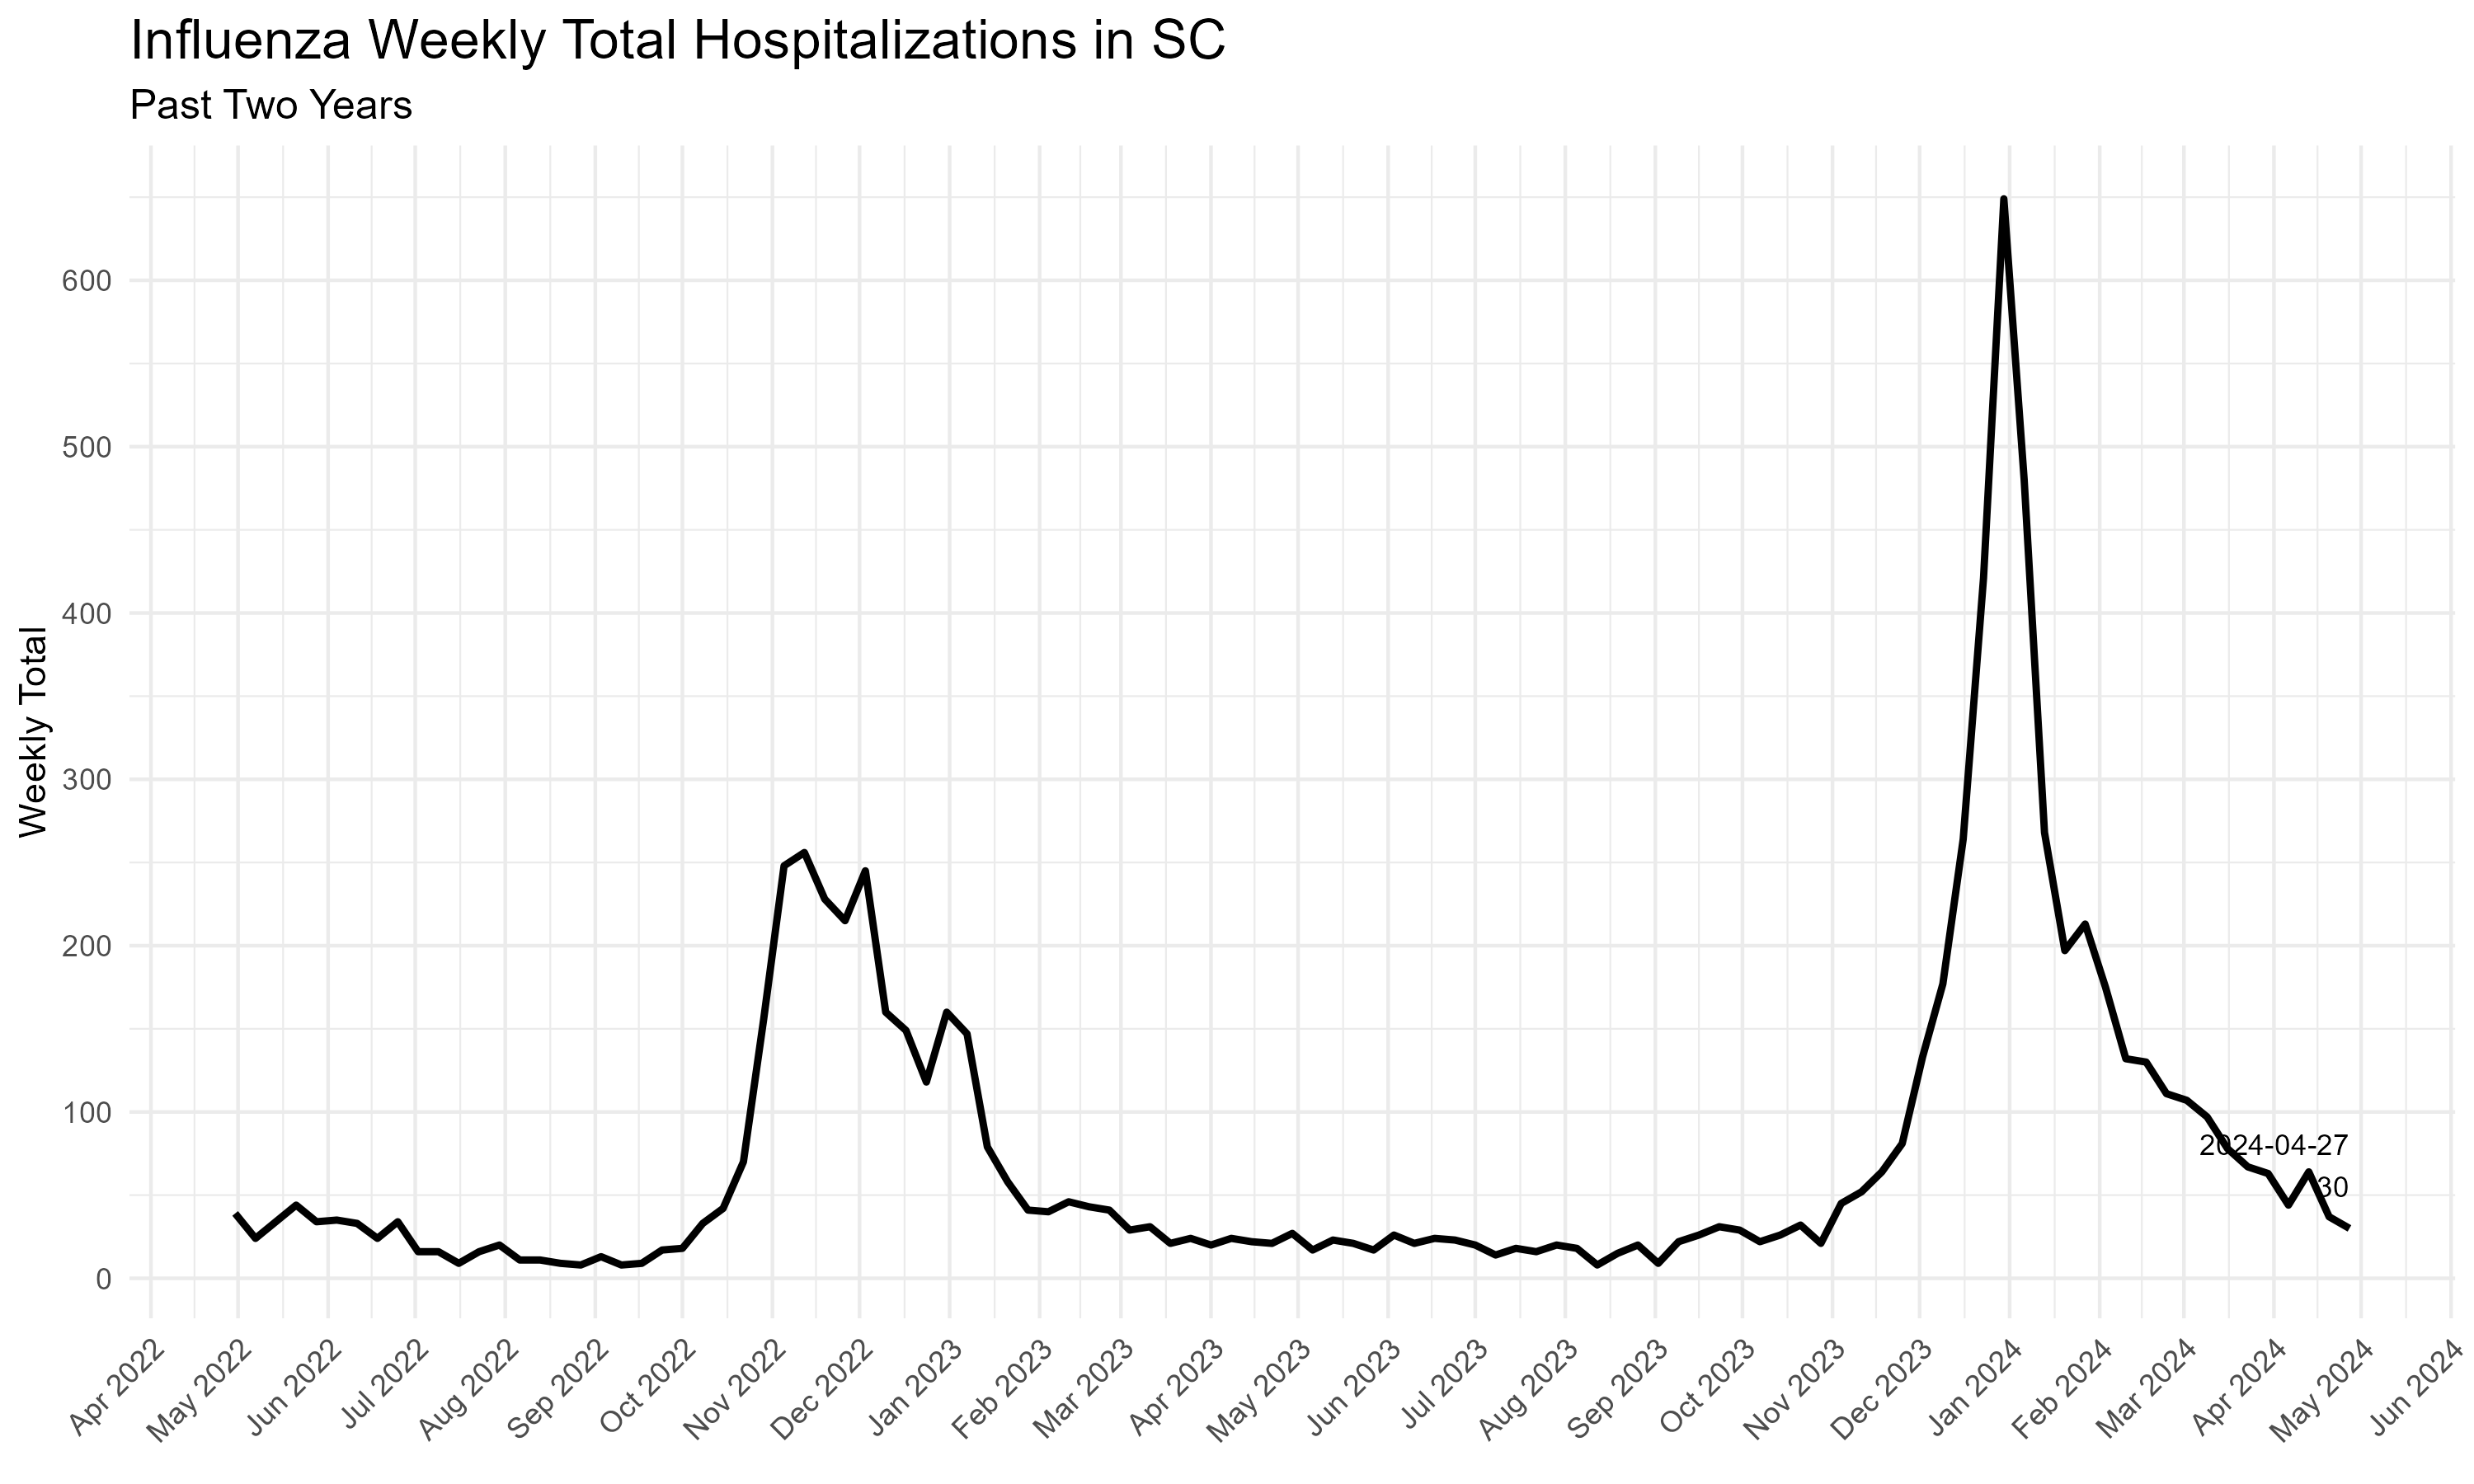 Influenza Weekly Total Hospitalizations in SC
Past Two Years
Weekly Total
600
500
400
300
200
100
0
2024-04-27
30
Apr 2022
May 2022
Jun 2022
Jul 2022
Aug 2022
Sep 2022
Oct 2022
Nov 2022
Dec 2022
Jan 2023
Feb 2023
Mar 2023
Apr 2023
May 2023
Jun 2023
Jul 2023
Aug 2023
Sep 2023
Oct 2023
Nov 2023
Dec 2023
Jan 2024
Feb 2024
Mar 2024
Apr 2024
May 2024
Jun 2024